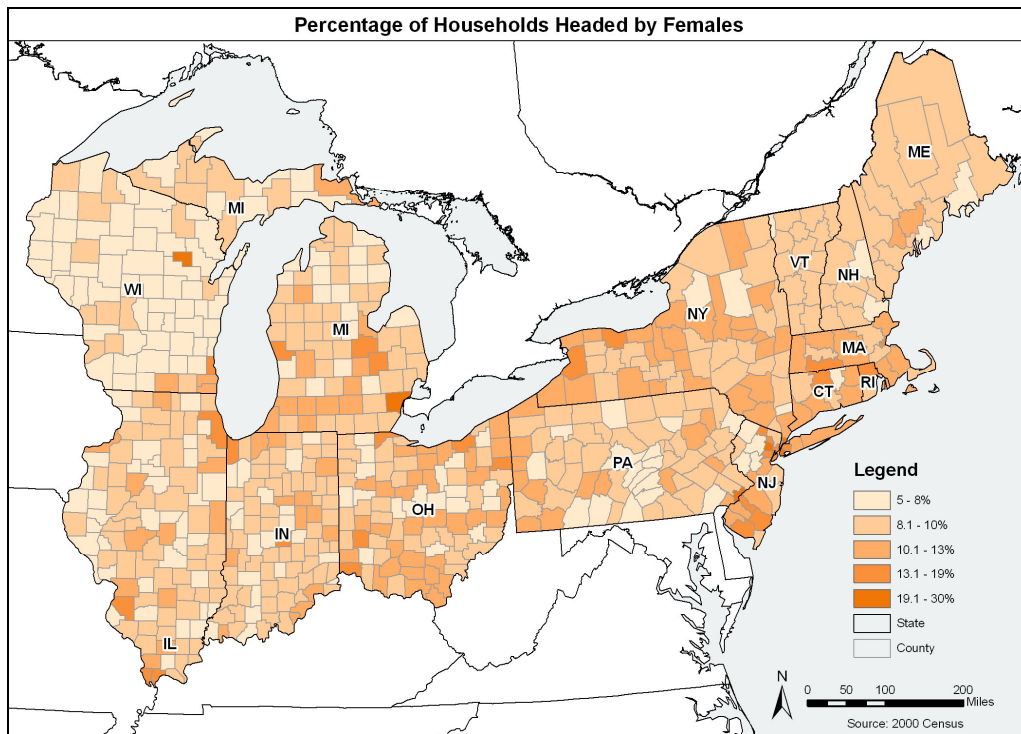 Percentage of Households Headed by Females
ME
MI
VT
NH
WI
NY
MI
MA
CT
RI
PA
NJ
OH
IN
IL
Legend
5 - 8%
8.1 - 10%
10.1 - 13%
13.1 - 19%
19.1 - 30%
State
County
N
0 50 100 200
Miles
Source: 2000 Census